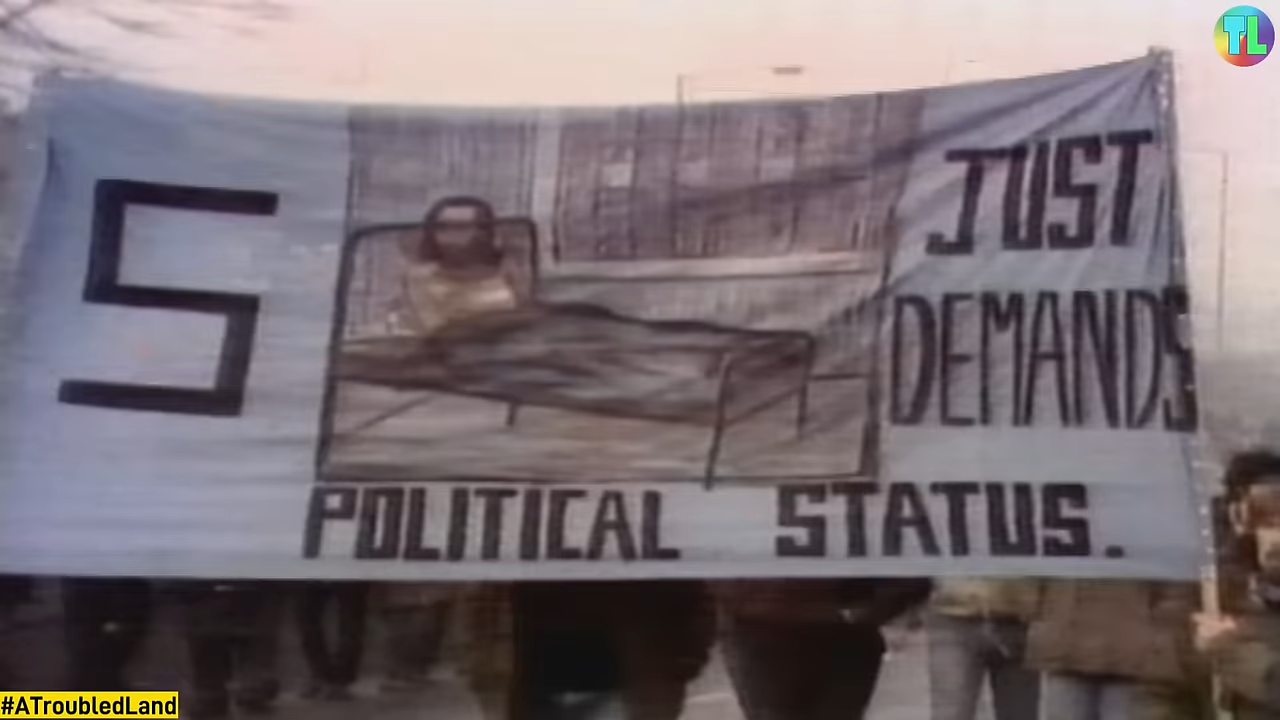 TL
5
JUST
DEMANDS
POLITICAL STATUS.
#ATroubledLand